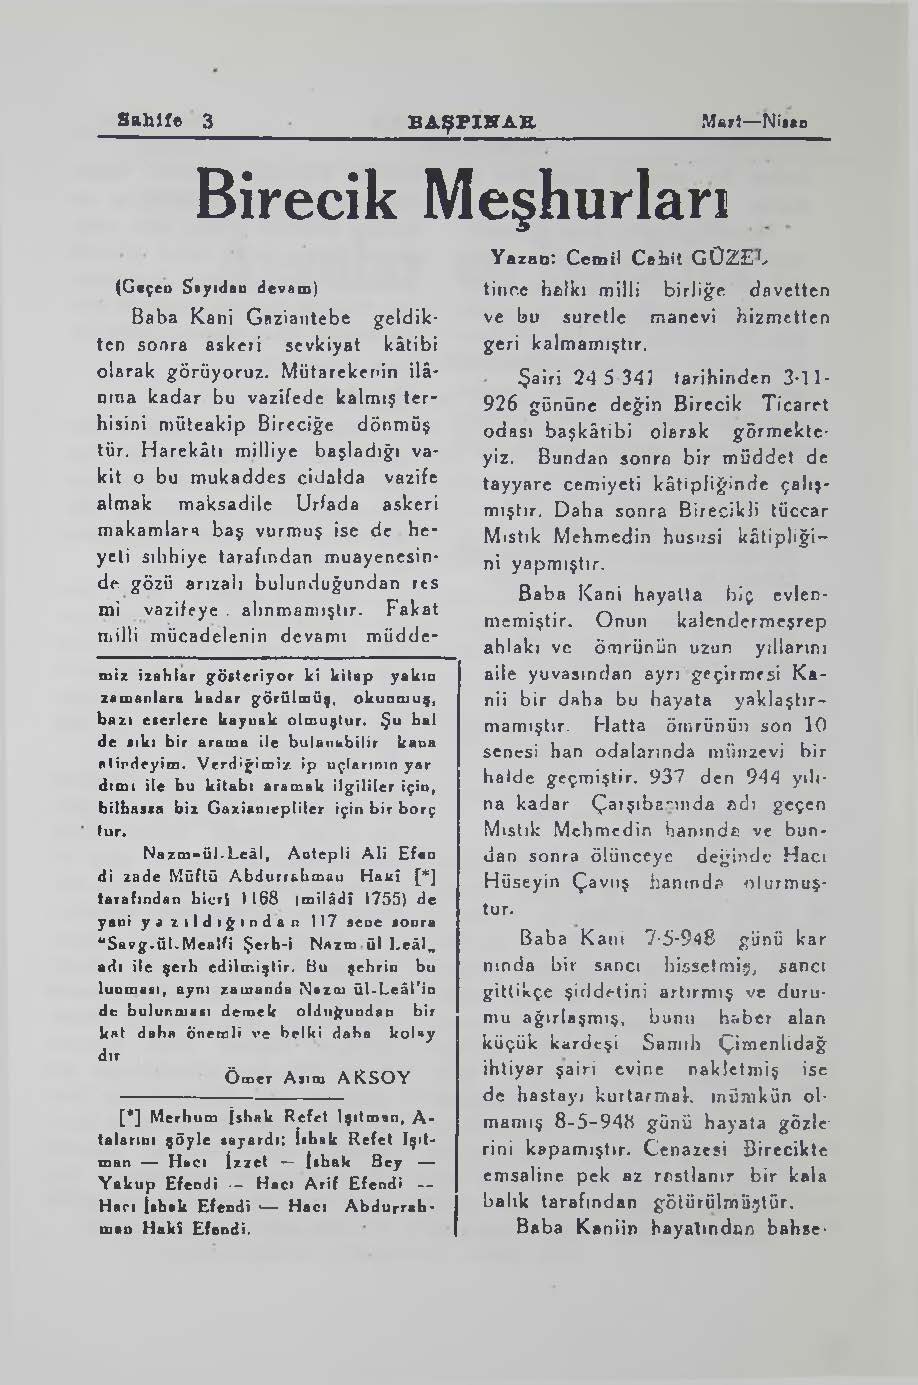 Sahife 3 BAŞPINAR Mart—Nisan
Birecik Meşhurları
Yazan: Cemil Cahit GÜZEL
(Geçen Sayıdan devam)
Baba Kani Gaziantebe geldik-
ten sonra askeri sevkiyat kâtibi
olarak görüyoruz. Mütarekenin ilâ-
nına kadar bu vazifede kalmış ter-
hisini müteakip Bireciğe dönmüş
tür. Harekâtı milliye başladığı va-
kit o bu mukaddes cidalda vazife
almak maksadile Urfada askeri
makamlara baş vurmuş ise de he-
yeti sıhhiye tarafından muayenesin-
de gözü arızalı bulunduğundan res
mi vazifeye alınmamıştır. Fakat
milli mücadelenin devamı müdde-
tince halkı milli birliğe davetten
ve bu suretle manevi hizmetten
geri kalmamıştır.
Şairi 24 5 341 tarihinden 3-11-
926 gününe değin Birecik Ticaret
odası başkâtibi olarak görmekte-
yiz. Bundan sonra bir müddet de
tayyare cemiyeti kâtipliğinde çalış-
mıştır. Daha sonra Birecikli tüccar
Mıstık Mehmedin hususi kâtipliği-
ni yapmıştır.
Baba Kani hayatta hiç evlen-
memiştir. Onun kalendermeşrep
ahlakı ve ömrünün uzun yıllarını
aile yuvasından ayrı geçirmesi Ka-
nii bir daha bu hayata yaklaştır-
mamıştır. Hatta ömrünün son 10
senesi han odalarında münzevi bir
halde geçmiştir. 937 den 944 yılı-
na kadar Çarşıbaşında adı geçen
Mıstık Mehmedin hanında ve bun-
dan sonra ölünceye değinde Hacı
Hüseyin Çavuş hanında oturmuş-
tur.
Baba Kani 7-5-948 günü kar
nında bir sancı hissetmiş, sancı
gittikçe şiddetini artırmış ve duru-
mu ağırlaşmış, bunu haber alan
küçük kardeşi Samih Çimenlidağ
ihtiyar şairi evine nakletmiş ise
de hastayı kurtarmak mümkün ol-
mamış 8-5-948 günü hayata gözle
rini kapamıştır. Cenazesi Birecikte
emsaline pek az rastlanır bir kala
balık tarafından götürülmüştür.
Baba Kaniin hayatından bahse-
miz izahlar gösteriyor ki kitap yakın
zamanlara kadar görülmüş, okunmuş,
bazı eserlere kaynak olmuştur. Şu hal
de sıkı bir arama ile bulunabilir kana
atindeyim. Verdiğimiz ip uçlarının yar
dımı ile bu kitabı aramak ilgililer için,
bilhassa biz Gaziantepliler için bir borç
tur.
Nazm-ül-Leâl, Antepli Ali Efen
di zade Müftü Abdurrahman Hakî [*]
tarafından hicrî 1168 (milâdî 1755) de
yani yazıldığından 117 sene sonra
“Savg-ül-Mealfi Şerh-i Nazm ül Leâl„
adı ile şerh edilmiştir. Bu şehrin bu
lunması, aynı zamanda Nazm ül-Leâl'in
de bulunması demek olduğundan bir
kat daha önemli ve belki daha kolay
dır
Ömer Asım AKSOY
[*] Merhum İshak Refet Işıtman, A-
talarını şöyle sayardı; İshak Refet Işıt-
man — Hacı İzzet — İshak Bey —
Yakup Efendi — Hacı Arif Efendi —
Hacı İshak Efendi — Hacı Abdurrah-
man Hakî Efendi.